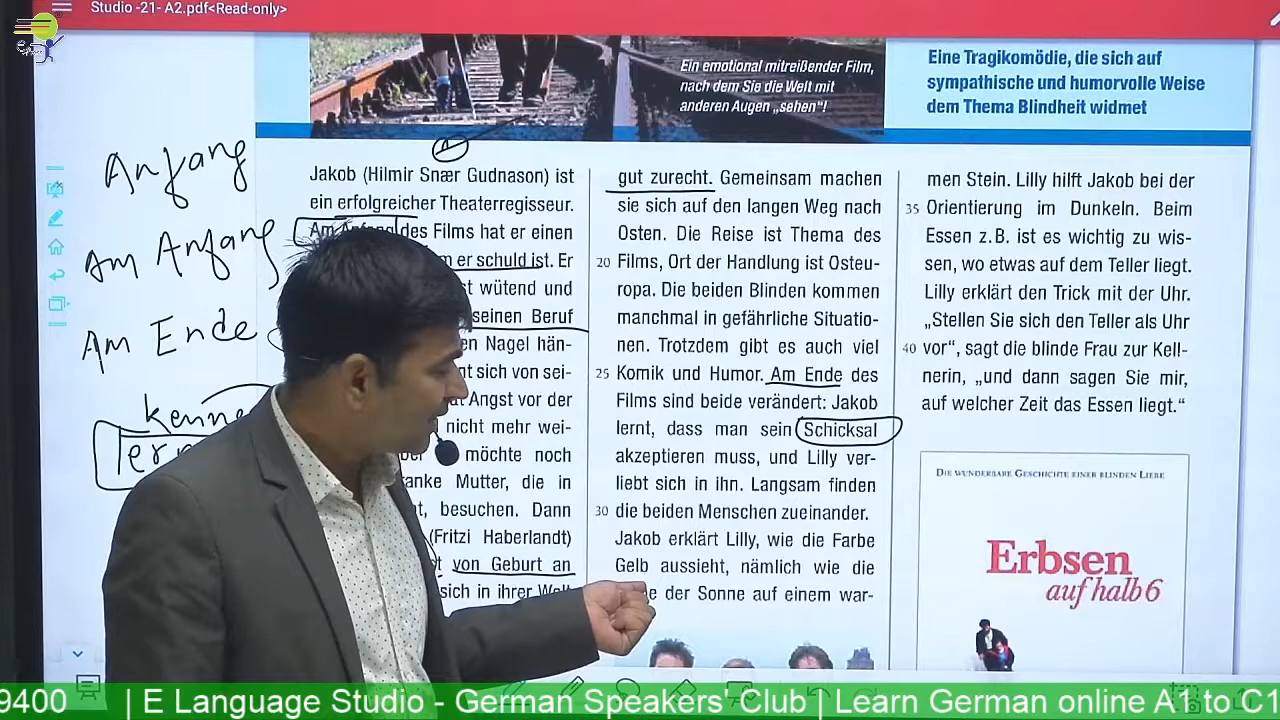 Studio -21- A2.pdf<Read-only>
Ein emotional mitreißender Film,
nach dem Sie die Welt mit
anderen Augen „sehen“!
Eine Tragikomödie, die sich auf
sympathische und humorvolle Weise
dem Thema Blindheit widmet
Anfang
Am Anfang
Am Ende
Jakob (Hilmir Snær Gudnason) ist
ein erfolgreicher Theaterregisseur.
Am Anfang des Films hat er einen
er schuld ist. Er
wütend und
seinen Beruf
Nagel hän-
sich von sei-
Angst vor der
nicht mehr wei-
möchte noch
Mutter, die in
besuchen. Dann
(Fritzi Haberlandt)
von Geburt an
sich in ihrer Welt
gut zurecht. Gemeinsam machen
sie sich auf den langen Weg nach
Osten. Die Reise ist Thema des
20 Films, Ort der Handlung ist Osteu-
ropa. Die beiden Blinden kommen
manchmal in gefährliche Situatio-
nen. Trotzdem gibt es auch viel
25 Komik und Humor. Am Ende des
Films sind beide verändert: Jakob
lernt, dass man sein Schicksal
akzeptieren muss, und Lilly ver-
liebt sich in ihn. Langsam finden
30 die beiden Menschen zueinander.
Jakob erklärt Lilly, wie die Farbe
Gelb aussieht, nämlich wie die
der Sonne auf einem war-
men Stein. Lilly hilft Jakob bei der
35 Orientierung im Dunkeln. Beim
Essen z.B. ist es wichtig zu wis-
sen, wo etwas auf dem Teller liegt.
Lilly erklärt den Trick mit der Uhr.
„Stellen Sie sich den Teller als Uhr
40 vor“, sagt die blinde Frau zur Kell-
nerin, „und dann sagen Sie mir,
auf welcher Zeit das Essen liegt.“
DIE WUNDERBARE GESCHICHTE EINER BLINDEN LIEBE
Erbsen
auf halb 6
9400 | E Language Studio - German Speakers' Club | Learn German online A1 to C1